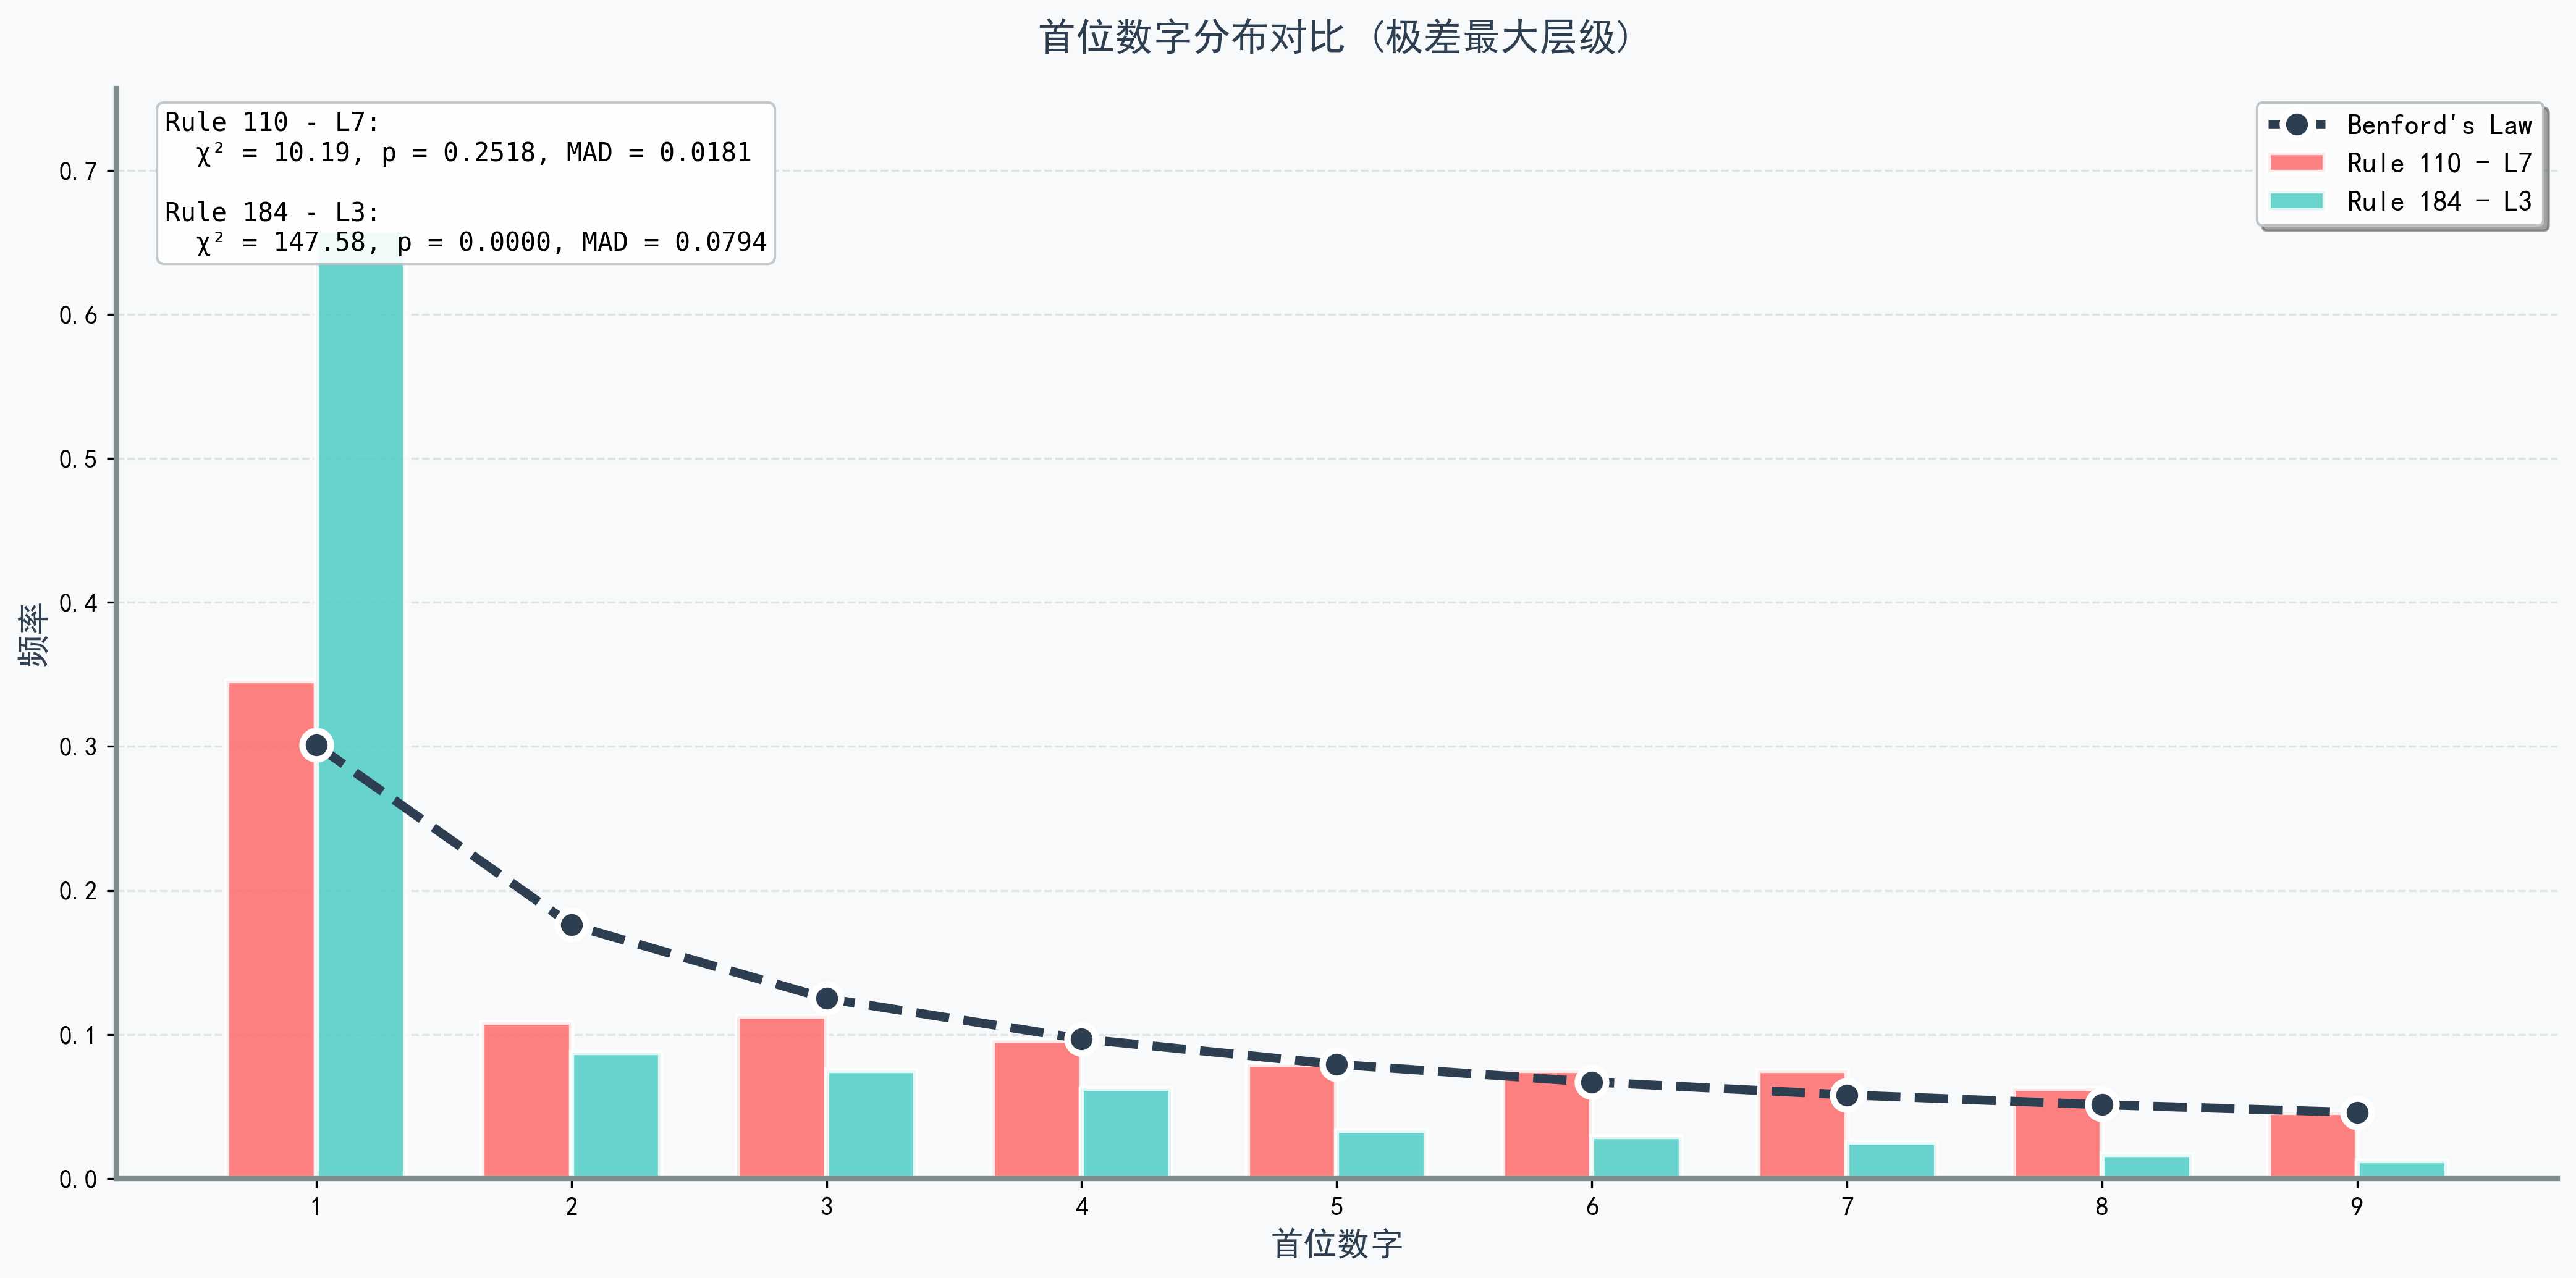 首位数字分布对比（极差最大层级）
Rule 110 - L7:
χ² = 10.19, p = 0.2518, MAD = 0.0181
Rule 184 - L3:
χ² = 147.58, p = 0.0000, MAD = 0.0794
Benford's Law
Rule 110 - L7
Rule 184 - L3
频率
0.7
0.6
0.5
0.4
0.3
0.2
0.1
0.0
1 2 3 4 5 6 7 8 9
首位数字